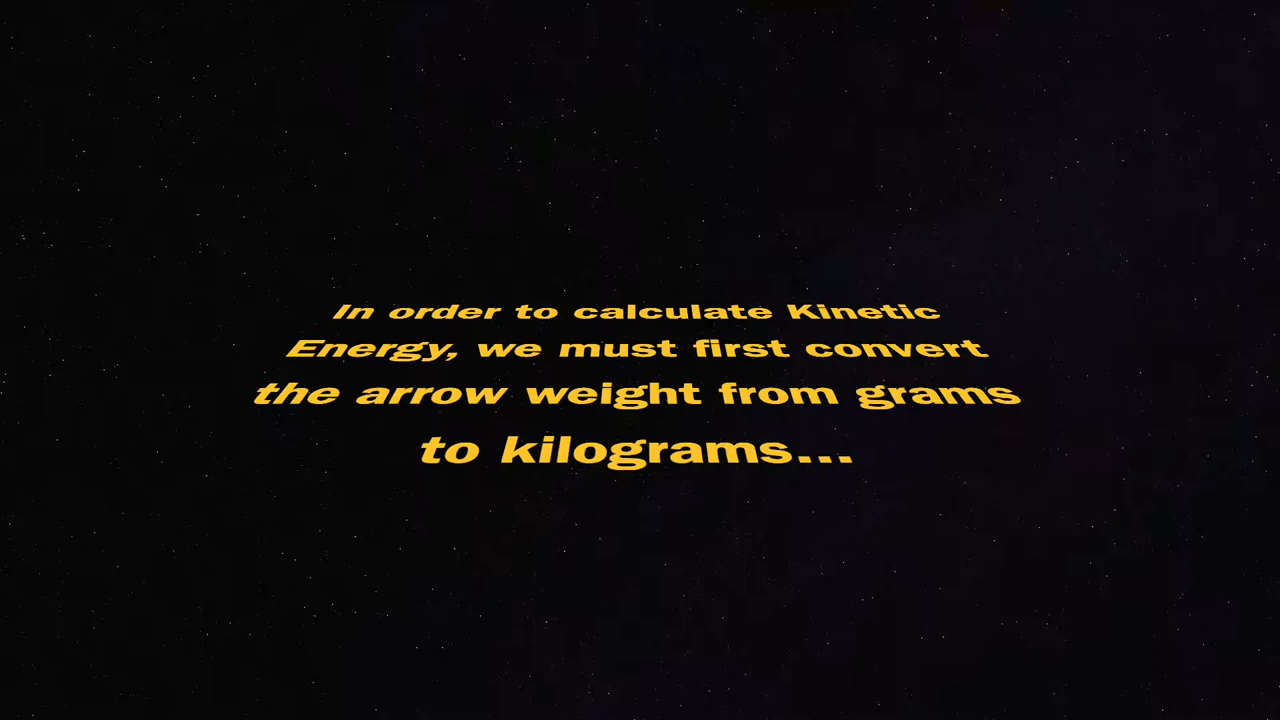 In order to calculate Kinetic
Energy, we must first convert
the arrow weight from grams
to kilograms...